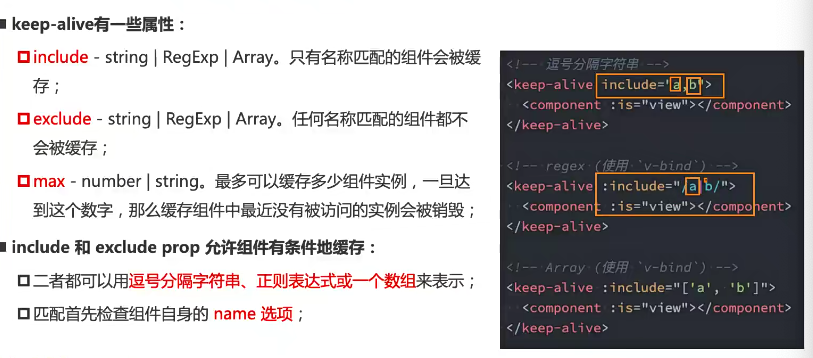 keep-alive有一些属性：
include - string | RegExp | Array。只有名称匹配的组件会被缓
存；
exclude - string | RegExp | Array。任何名称匹配的组件都不
会被缓存；
max - number | string。最多可以缓存多少组件实例，一旦达
到这个数字，那么缓存组件中最近没有被访问的实例会被销毁；
include 和 exclude prop 允许组件有条件地缓存：
二者都可以用逗号分隔字符串、正则表达式或一个数组来表示；
匹配首先检查组件自身的 name 选项；
<!-- 逗号分隔字符串 -->
<keep-alive include="a,b">
<component :is="view"></component>
</keep-alive>
<!-- regex (使用 `v-bind`) -->
<keep-alive :include="/a|b/">
<component :is="view"></component>
</keep-alive>
<!-- Array (使用 `v-bind`) -->
<keep-alive :include="['a', 'b']">
<component :is="view"></component>
</keep-alive>